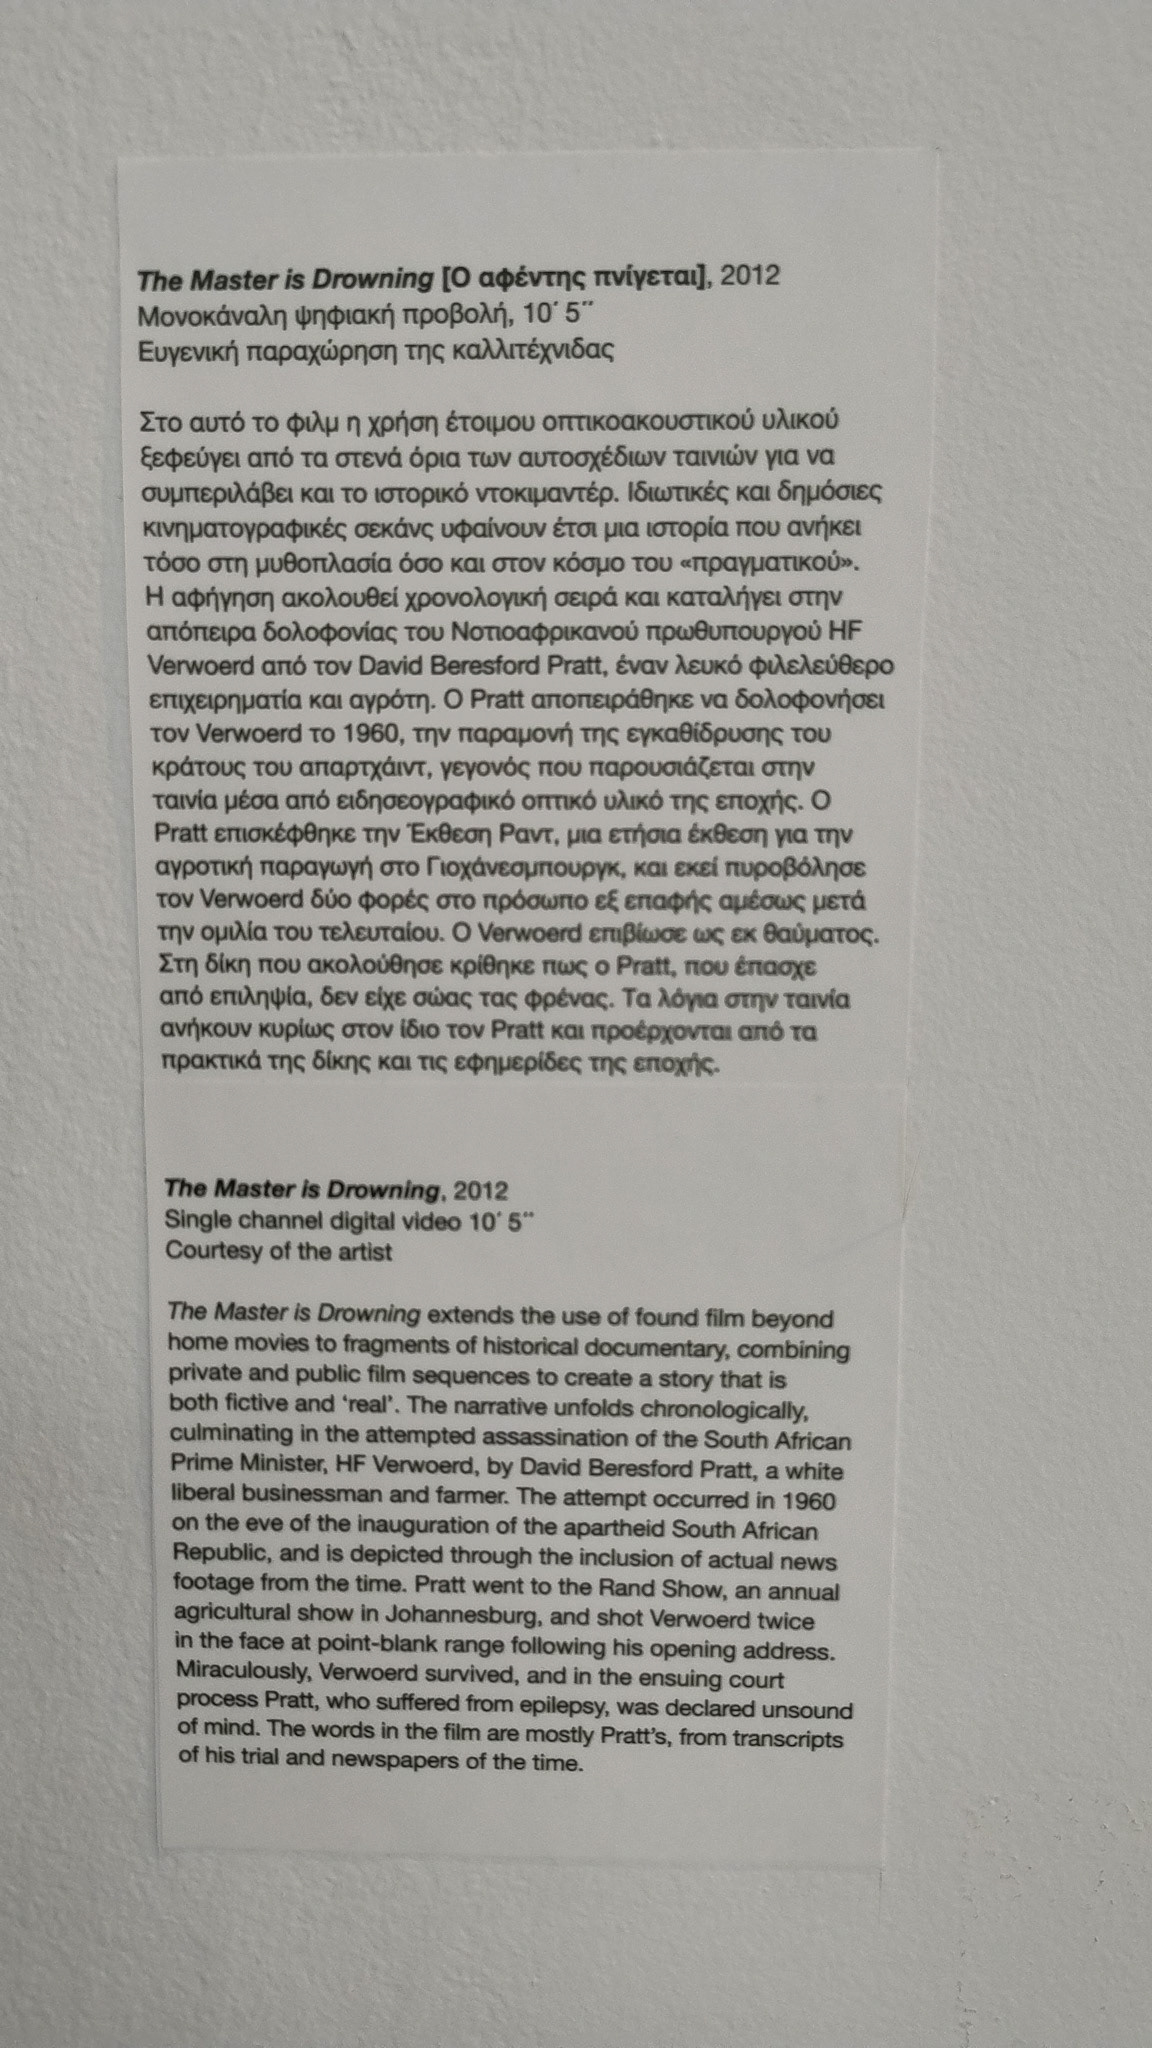 The Master is Drowning [Ο αφέντης πνίγεται], 2012
Μονοκάναλη ψηφιακή προβολή, 10΄ 5΄΄
Ευγενική παραχώρηση της καλλιτέχνιδας
Στο αυτό το φιλμ η χρήση έτοιμου οπτικοακουστικού υλικού
ξεφεύγει από τα στενά όρια των αυτοσχέδιων ταινιών για να
συμπεριλάβει και το ιστορικό ντοκιμαντέρ. Ιδιωτικές και δημόσιες
κινηματογραφικές σεκάνς υφαίνουν έτσι μια ιστορία που ανήκει
τόσο στη μυθοπλασία όσο και στον κόσμο του «πραγματικού».
Η αφήγηση ακολουθεί χρονολογική σειρά και καταλήγει στην
απόπειρα δολοφονίας του Νοτιοαφρικανού πρωθυπουργού HF
Verwoerd από τον David Beresford Pratt, έναν λευκό φιλελεύθερο
επιχειρηματία και αγρότη. Ο Pratt αποπειράθηκε να δολοφονήσει
τον Verwoerd το 1960, την παραμονή της εγκαθίδρυσης του
κράτους του απαρτχάιντ, γεγονός που παρουσιάζεται στην
ταινία μέσα από ειδησεογραφικό οπτικό υλικό της εποχής. Ο
Pratt επισκέφθηκε την Έκθεση Ραντ, μια ετήσια έκθεση για την
αγροτική παραγωγή στο Γιοχάνεσμπουργκ, και εκεί πυροβόλησε
τον Verwoerd δύο φορές στο πρόσωπο εξ επαφής αμέσως μετά
την ομιλία του τελευταίου. Ο Verwoerd επιβίωσε ως εκ θαύματος.
Στη δίκη που ακολούθησε κρίθηκε πως ο Pratt, που έπασχε
από επιληψία, δεν είχε σώας τας φρένας. Τα λόγια στην ταινία
ανήκουν κυρίως στον ίδιο τον Pratt και προέρχονται από τα
πρακτικά της δίκης και τις εφημερίδες της εποχής.
The Master is Drowning, 2012
Single channel digital video 10΄ 5΄΄
Courtesy of the artist
The Master is Drowning extends the use of found film beyond
home movies to fragments of historical documentary, combining
private and public film sequences to create a story that is
both fictive and ‘real’. The narrative unfolds chronologically,
culminating in the attempted assassination of the South African
Prime Minister, HF Verwoerd, by David Beresford Pratt, a white
liberal businessman and farmer. The attempt occurred in 1960
on the eve of the inauguration of the apartheid South African
Republic, and is depicted through the inclusion of actual news
footage from the time. Pratt went to the Rand Show, an annual
agricultural show in Johannesburg, and shot Verwoerd twice
in the face at point-blank range following his opening address.
Miraculously, Verwoerd survived, and in the ensuing court
process Pratt, who suffered from epilepsy, was declared unsound
of mind. The words in the film are mostly Pratt’s, from transcripts
of his trial and newspapers of the time.